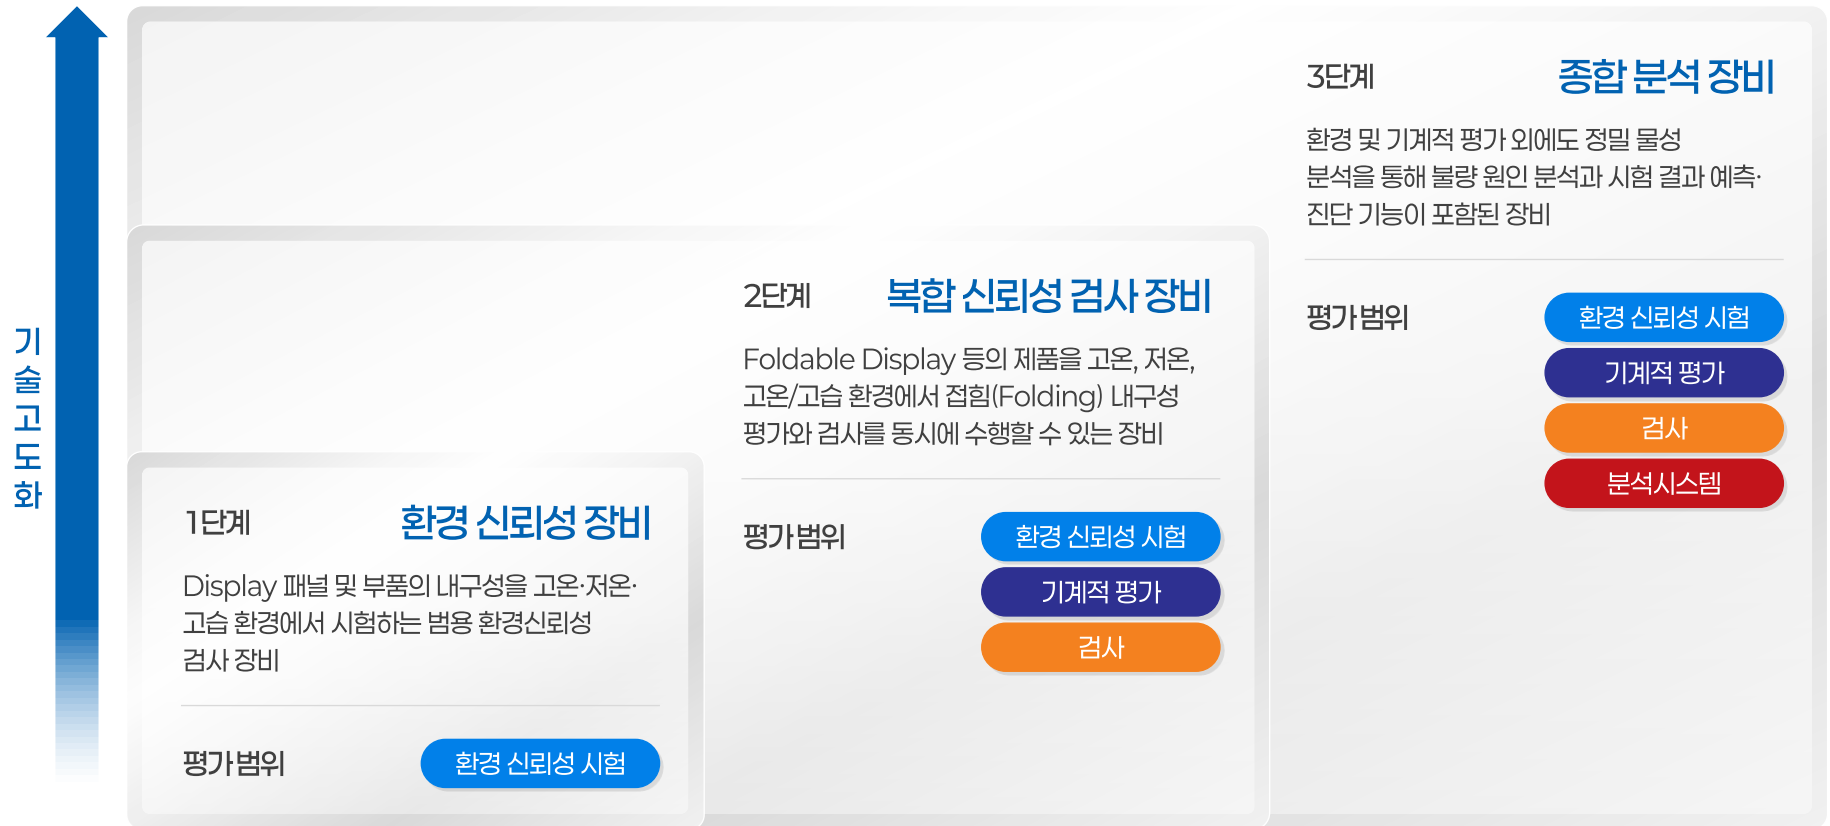 기술고도화
3단계 종합 분석 장비
환경 및 기계적 평가 외에도 정밀 물성
분석을 통해 불량 원인 분석과 시험 결과 예측·
진단 기능이 포함된 장비
평가 범위
환경 신뢰성 시험
기계적 평가
검사
분석시스템
2단계 복합 신뢰성 검사 장비
Foldable Display 등의 제품을 고온, 저온,
고온/고습 환경에서 접힘(Folding) 내구성
평가와 검사를 동시에 수행할 수 있는 장비
평가 범위
환경 신뢰성 시험
기계적 평가
검사
1단계 환경 신뢰성 장비
Display 패널 및 부품의 내구성을 고온·저온·
고습 환경에서 시험하는 범용 환경신뢰성
검사 장비
평가 범위
환경 신뢰성 시험